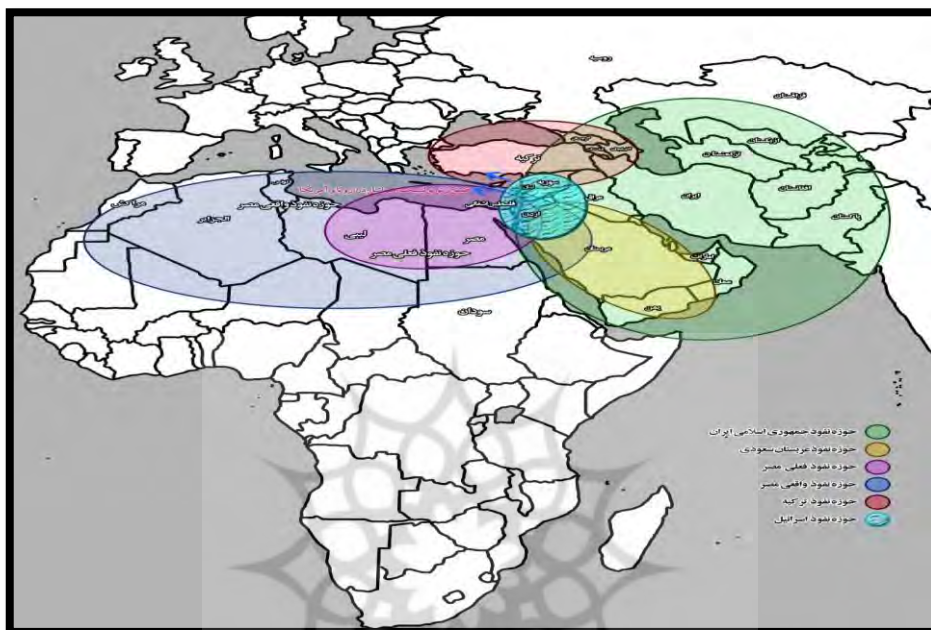 روسیه
قزاقستان
ازبکستان
ترکمنستان
ترکیه
افغانستان
ایران
پاکستان
سوریه
عراق
اردن
تونس
مراکش
الجزایر
حوزه نفوذ واقعی مصر
لیبی
مصر
حوزه نفوذ فعلی مصر
عربستان
امارات
عمان
یمن
سودان
حوزه نفوذ جمهوری اسلامی ایران
حوزه نفوذ عربستان سعودی
حوزه نفوذ فعلی مصر
حوزه نفوذ واقعی مصر
حوزه نفوذ ترکیه
حوزه نفوذ اسرائیل